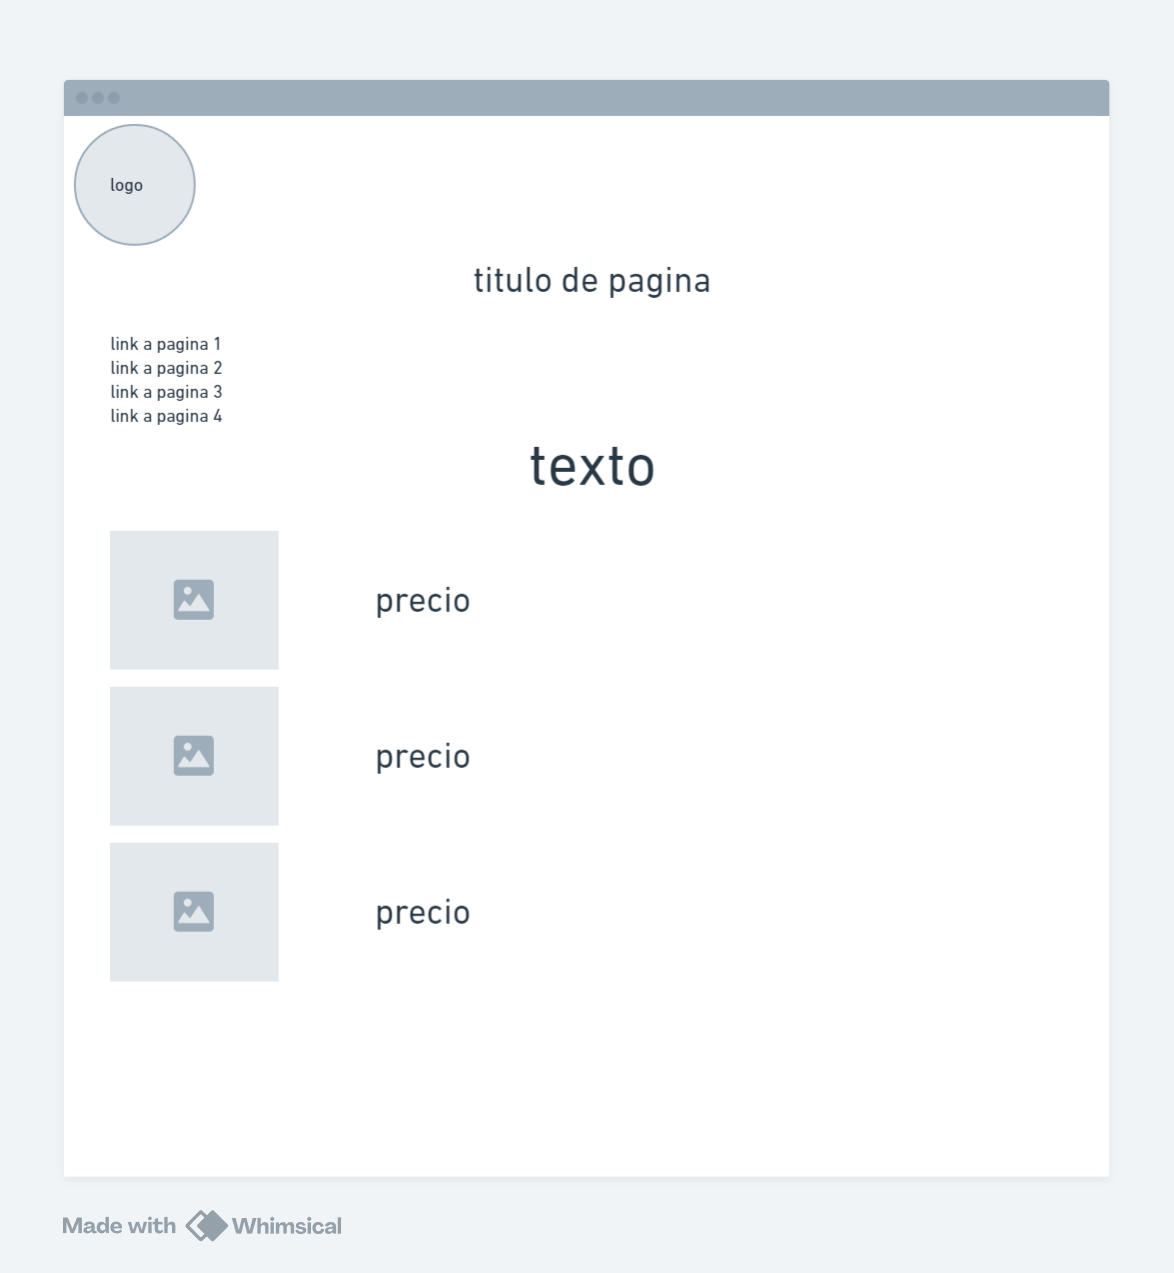 logo
titulo de pagina
link a pagina 1
link a pagina 2
link a pagina 3
link a pagina 4
texto
precio
precio
precio
Made with Whimsical